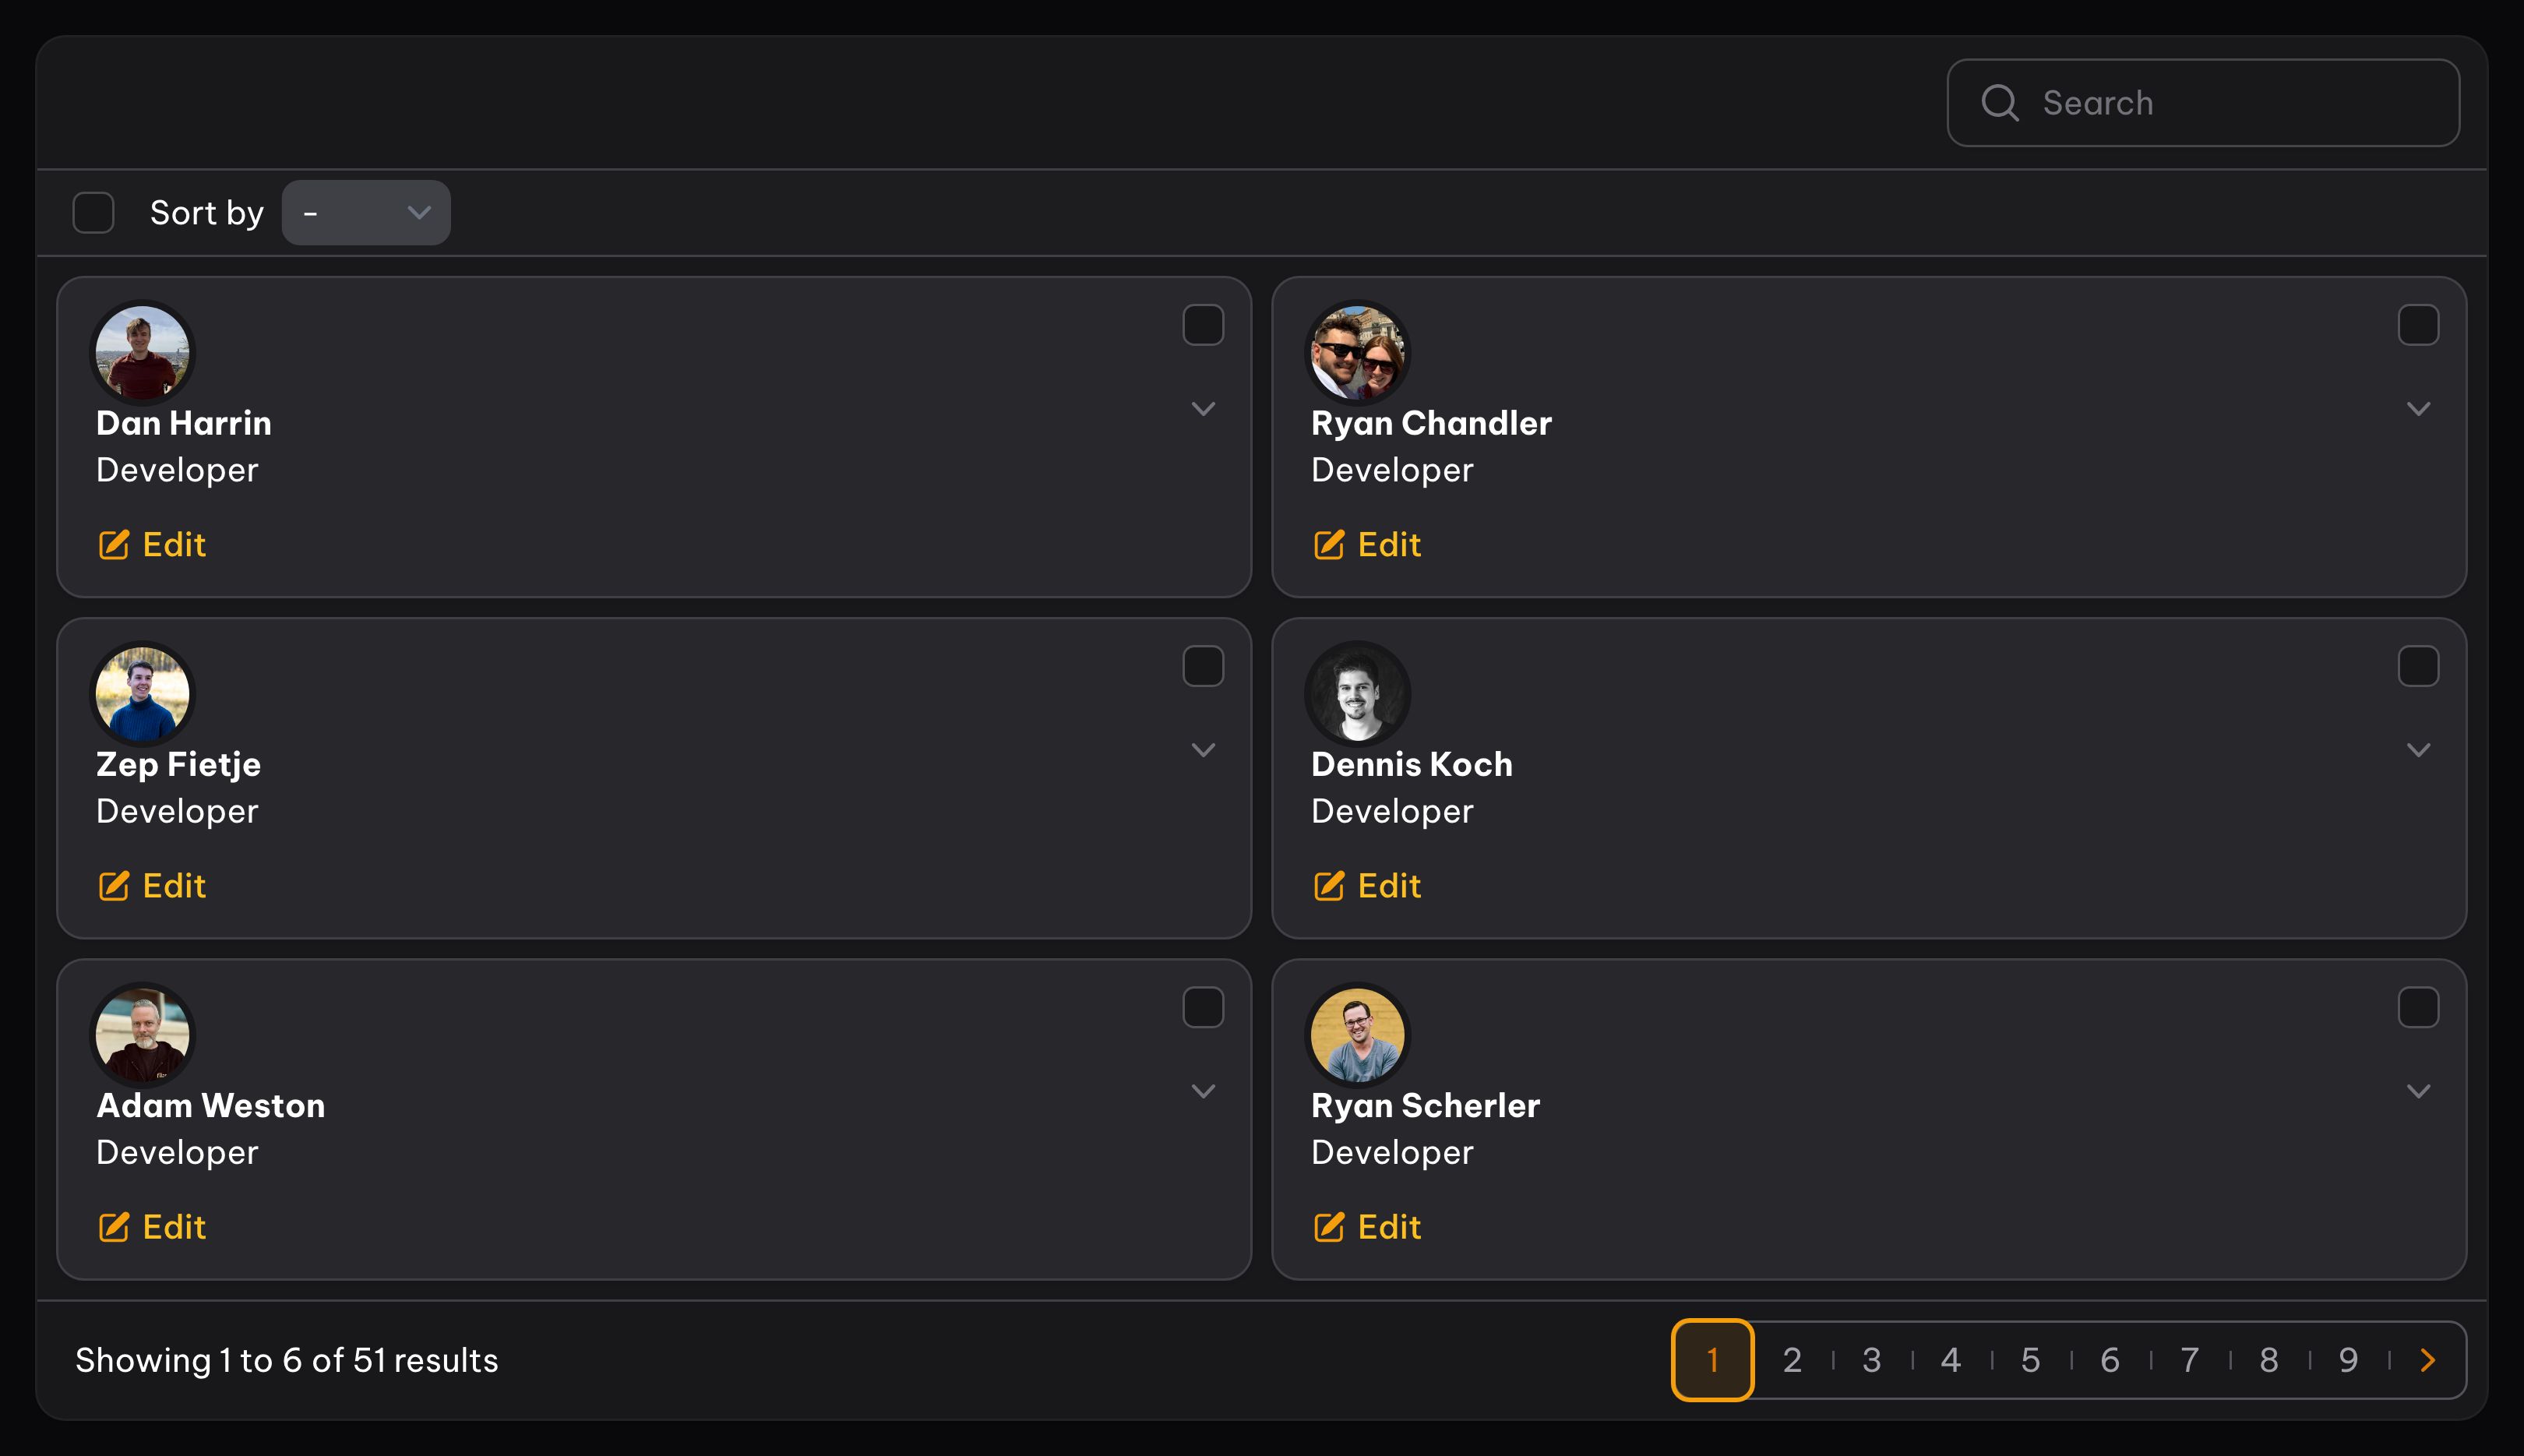 Search
Sort by -
Dan Harrin
Developer
Edit
Ryan Chandler
Developer
Edit
Zep Fietje
Developer
Edit
Dennis Koch
Developer
Edit
Adam Weston
Developer
Edit
Ryan Scherler
Developer
Edit
Showing 1 to 6 of 51 results
1 2 3 4 5 6 7 8 9